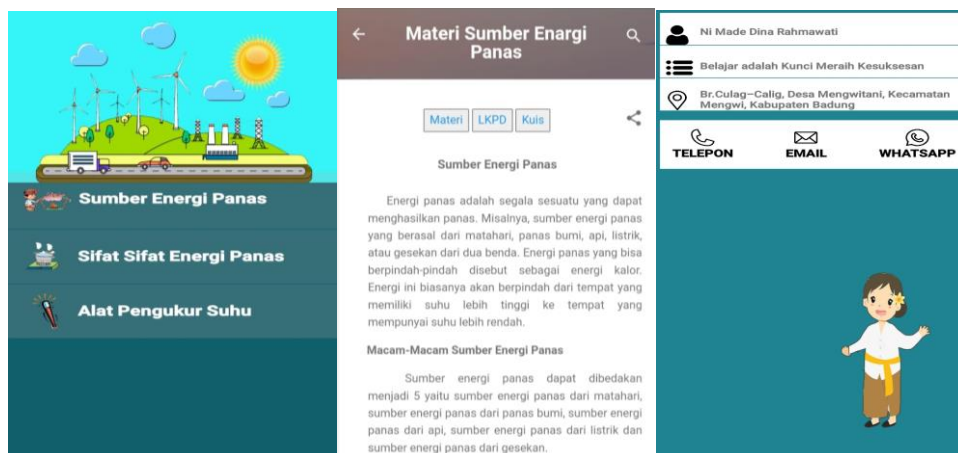 Sumber Energi Panas
Sifat Sifat Energi Panas
Alat Pengukur Suhu
Materi Sumber Enargi
Panas
Materi
LKPD
Kuis
Sumber Energi Panas
Energi panas adalah segala sesuatu yang dapat
menghasilkan panas. Misalnya, sumber energi panas
yang berasal dari matahari, panas bumi, api, listrik,
atau gesekan dari dua benda. Energi panas yang bisa
berpindah-pindah disebut sebagai energi kalor.
Energi ini biasanya akan berpindah dari tempat yang
memiliki suhu lebih tinggi ke tempat yang
mempunyai suhu lebih rendah.
Macam-Macam Sumber Energi Panas
Sumber energi panas dapat dibedakan
menjadi 5 yaitu sumber energi panas dari matahari,
sumber energi panas dari panas bumi, sumber energi
panas dari api, sumber energi panas dari listrik dan
sumber energi panas dari gesekan.
Ni Made Dina Rahmawati
Belajar adalah Kunci Meraih Kesuksesan
Br.Culag-Calig, Desa Mengwitani, Kecamatan
Mengwi, Kabupaten Badung
TELEPON
EMAIL
WHATSAPP